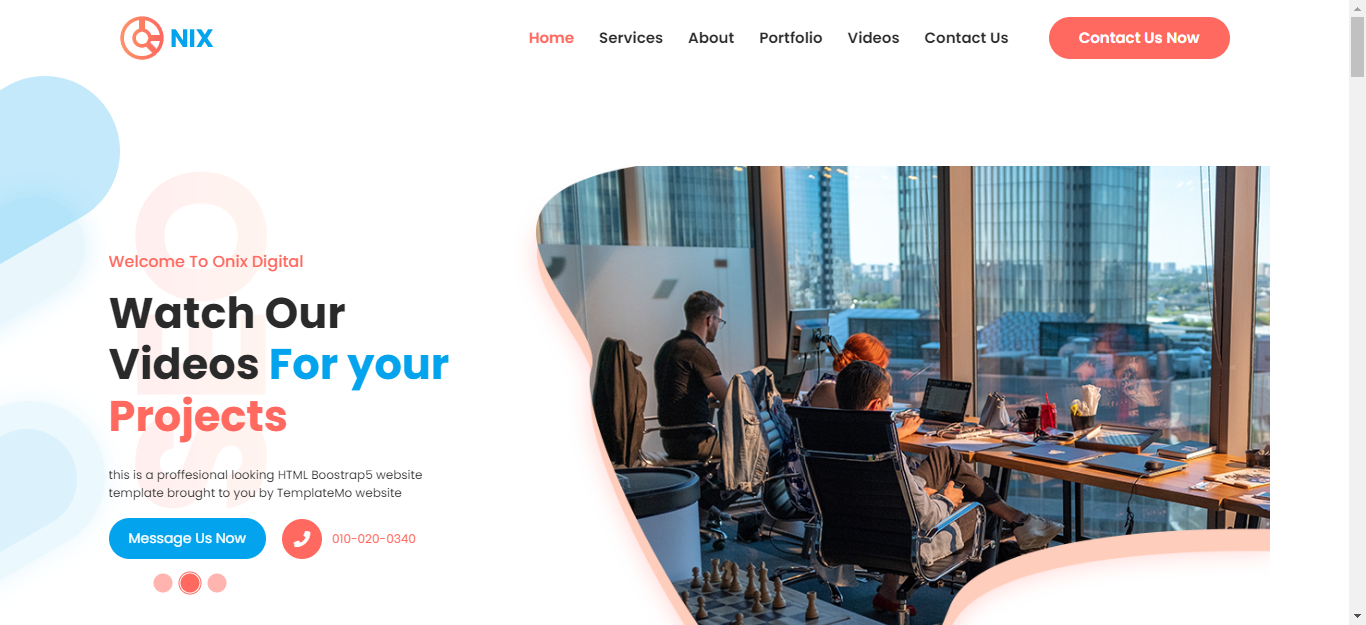 NIX
Home Services About Portfolio Videos Contact Us Contact Us Now
Welcome To Onix Digital
Watch Our
Videos For your
Projects
this is a proffesional looking HTML Boostrap5 website
template brought to you by TemplateMo website
Message Us Now 010-020-0340